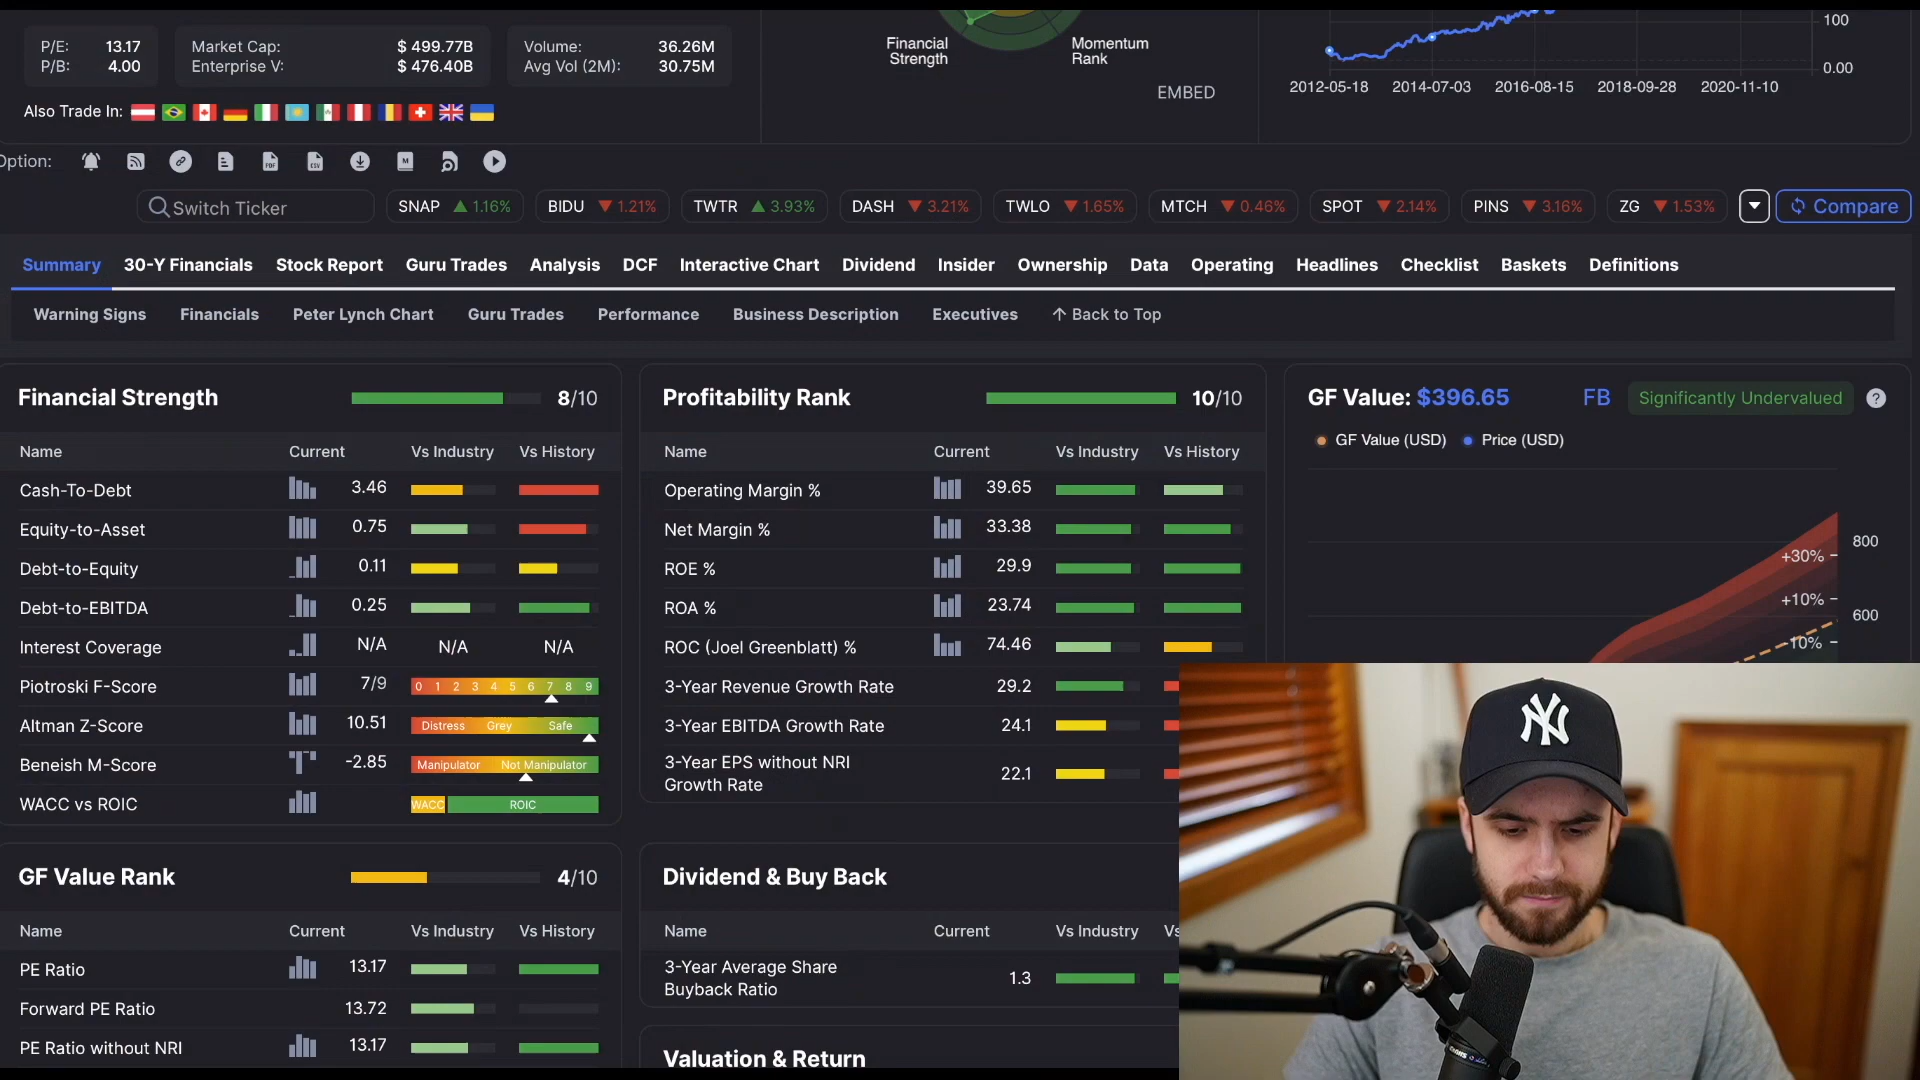 P/E: 13.17
P/B: 4.00
Market Cap: $ 499.77B
Enterprise V: $ 476.40B
Volume: 36.26M
Avg Vol (2M): 30.75M
Financial Strength
Momentum Rank
EMBED
100
0.00
2012-05-18 2014-07-03 2016-08-15 2018-09-28 2020-11-10
Also Trade In:
Option:
Switch Ticker
SNAP 1.16% BIDU 1.21% TWTR 3.93% DASH 3.21% TWLO 1.65% MTCH 0.46% SPOT 2.14% PINS 3.16% ZG 1.53% Compare
Summary 30-Y Financials Stock Report Guru Trades Analysis DCF Interactive Chart Dividend Insider Ownership Data Operating Headlines Checklist Baskets Definitions
Warning Signs Financials Peter Lynch Chart Guru Trades Performance Business Description Executives ↑ Back to Top
Financial Strength 8/10
Name Current Vs Industry Vs History
Cash-To-Debt 3.46
Equity-to-Asset 0.75
Debt-to-Equity 0.11
Debt-to-EBITDA 0.25
Interest Coverage N/A N/A N/A
Piotroski F-Score 7/9 0 1 2 3 4 5 6 7 8 9
Altman Z-Score 10.51 Distress Grey Safe
Beneish M-Score -2.85 Manipulator Not Manipulator
WACC vs ROIC WACC ROIC
Profitability Rank 10/10
Name Current Vs Industry Vs History
Operating Margin % 39.65
Net Margin % 33.38
ROE % 29.9
ROA % 23.74
ROC (Joel Greenblatt) % 74.46
3-Year Revenue Growth Rate 29.2
3-Year EBITDA Growth Rate 24.1
3-Year EPS without NRI Growth Rate 22.1
GF Value: $396.65 FB Significantly Undervalued ?
GF Value (USD) Price (USD)
800
+30%
+10%
600
-10%
GF Value Rank 4/10
Name Current Vs Industry Vs History
PE Ratio 13.17
Forward PE Ratio 13.72
PE Ratio without NRI 13.17
Dividend & Buy Back
Name Current Vs Industry Vs
3-Year Average Share Buyback Ratio 1.3
Valuation & Return
NY